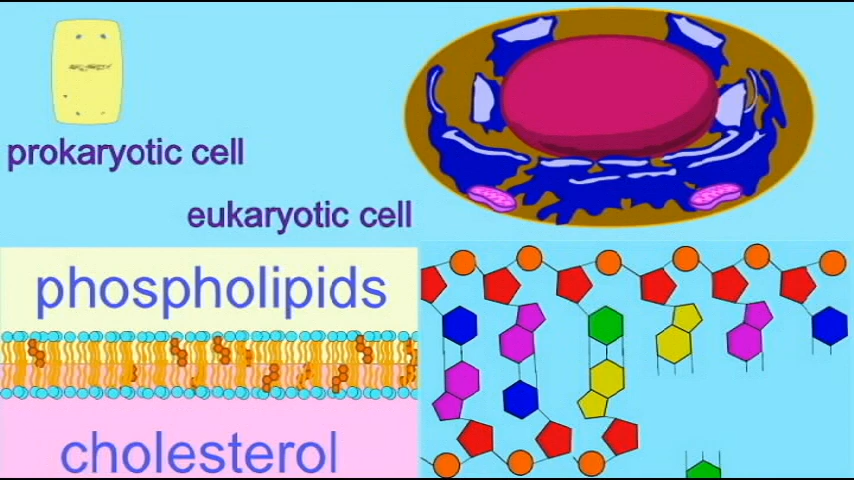 prokaryotic cell
eukaryotic cell
phospholipids
cholesterol